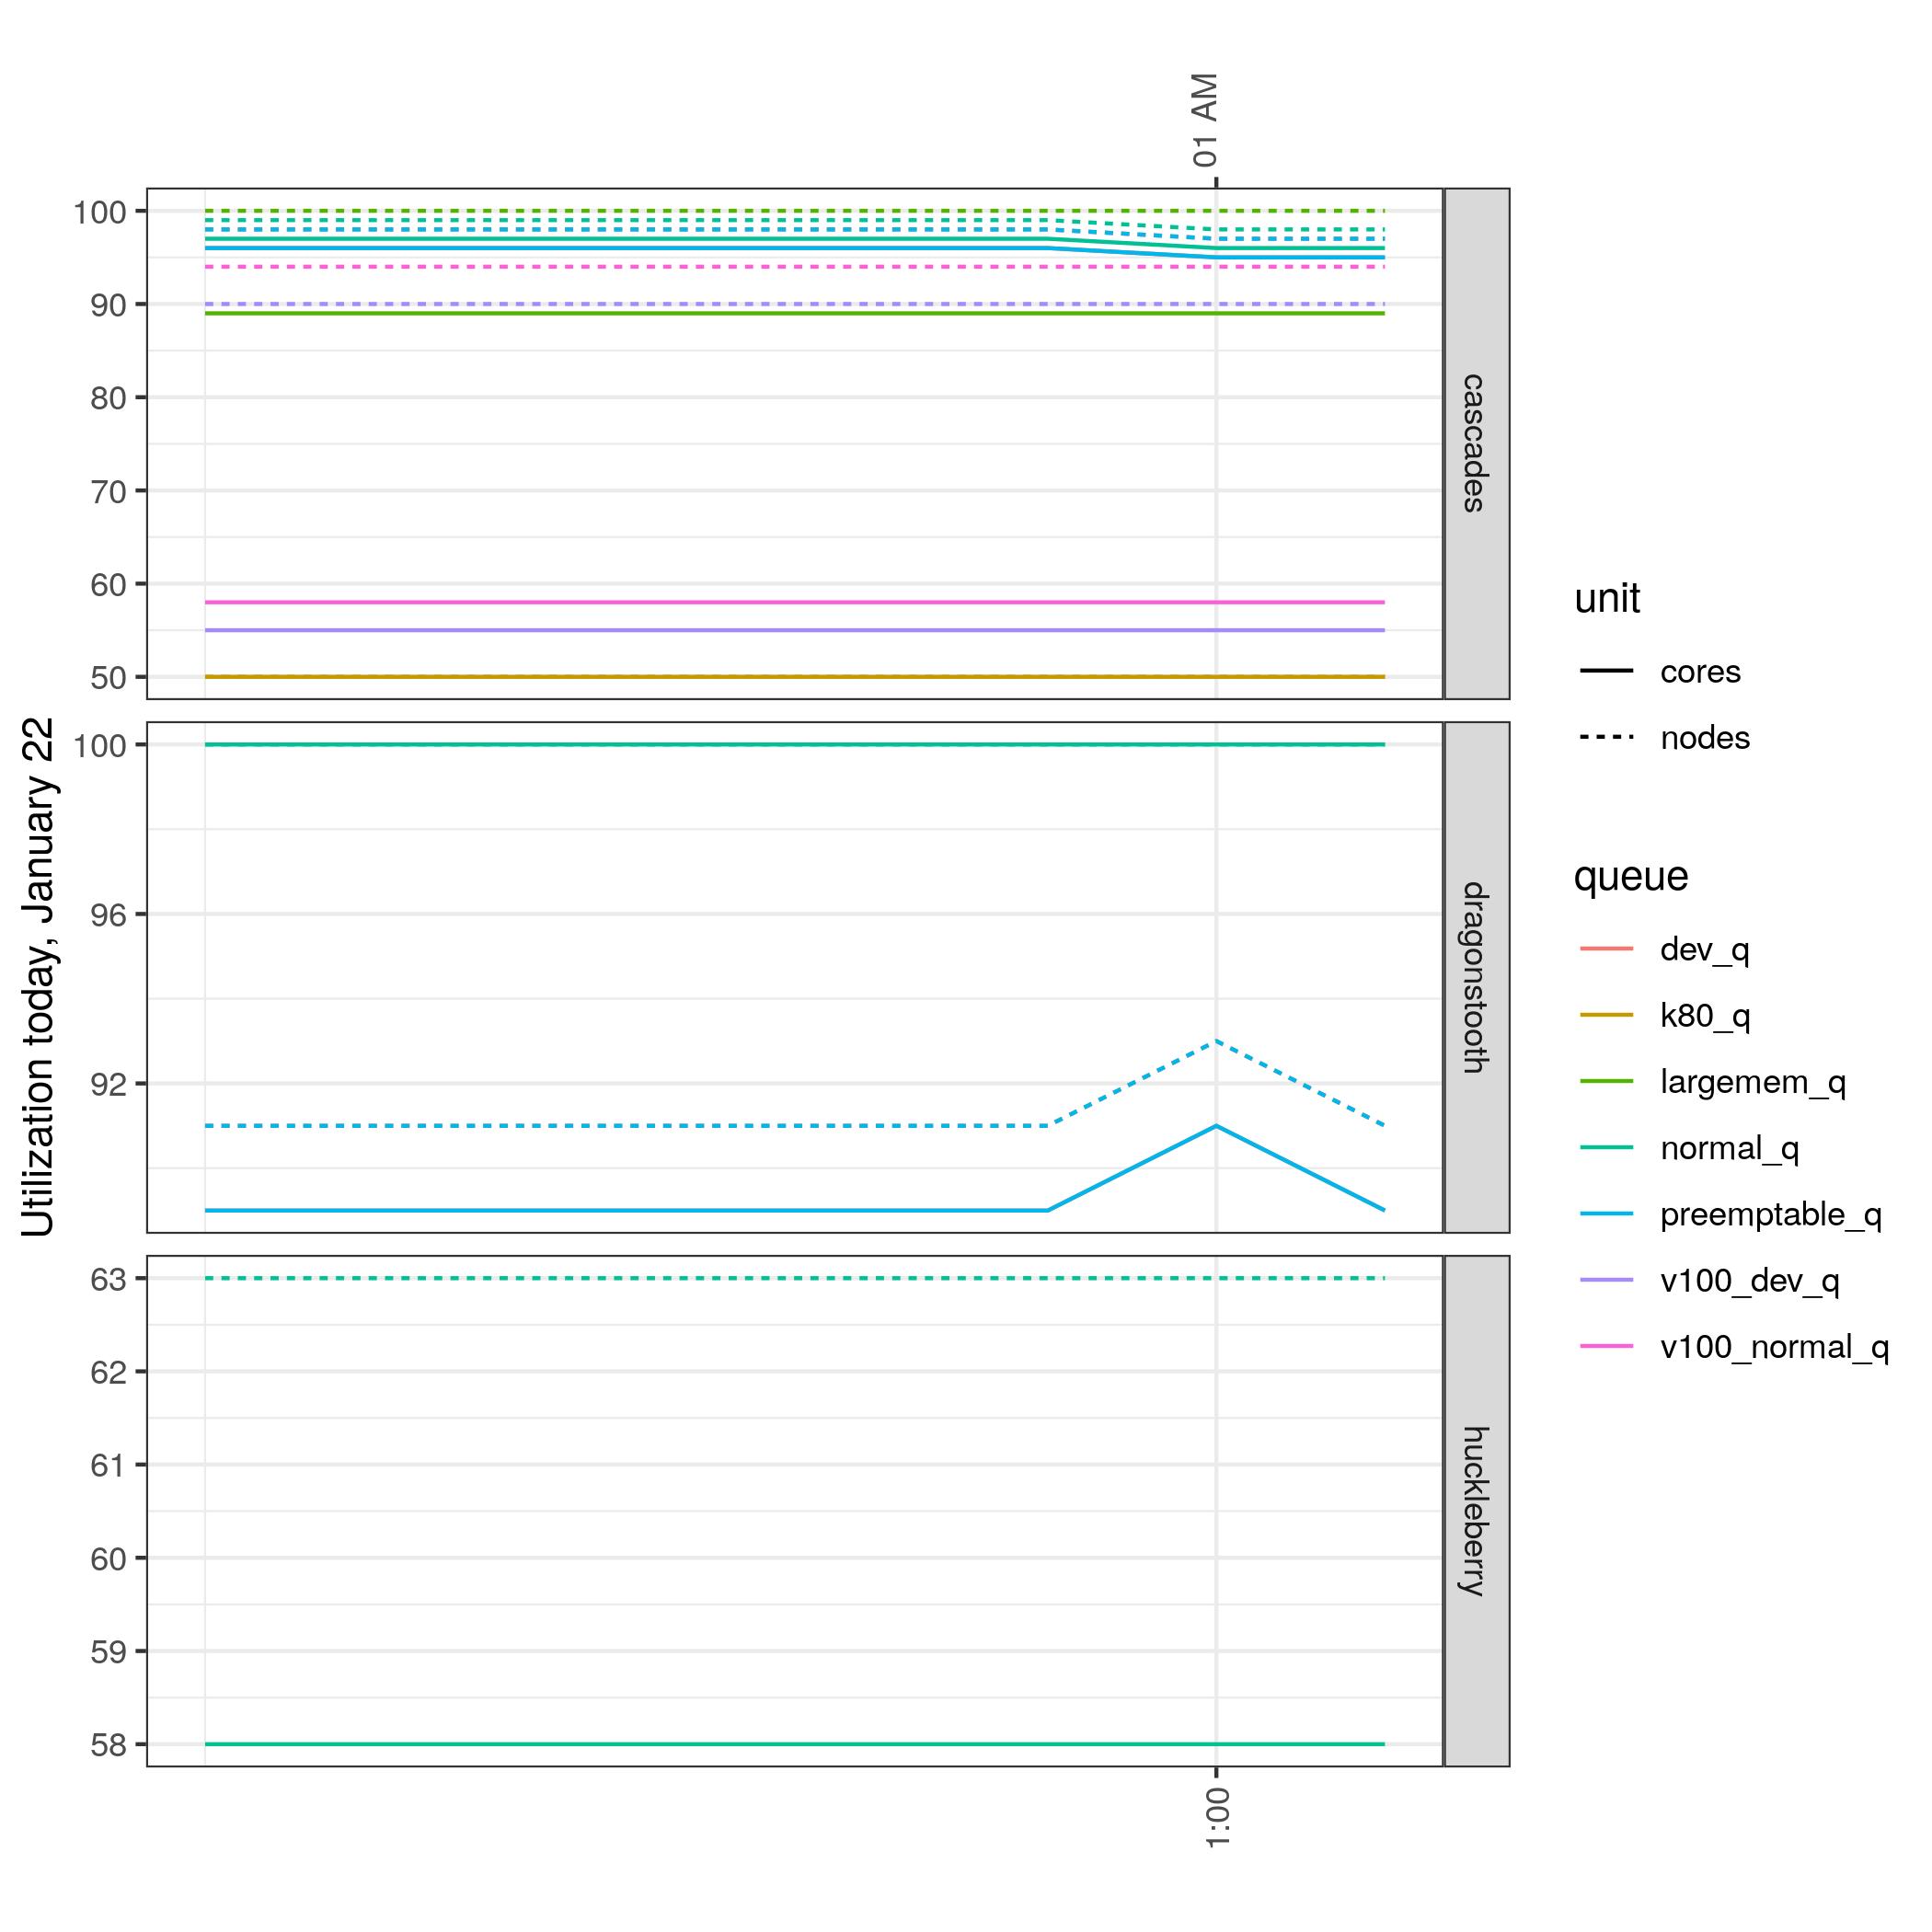 01 AM
Utilization today, January 22
100
90
80
70
60
50
cascades
100
96
92
dragonstooth
63
62
61
60
59
58
huckleberry
1:00
unit
cores
nodes
queue
dev_q
k80_q
largemem_q
normal_q
preemptable_q
v100_dev_q
v100_normal_q